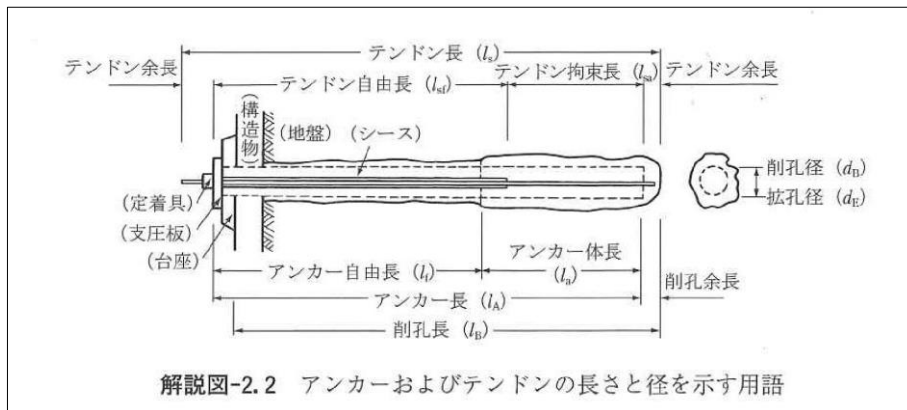 テンドン長 (ls)
テンドン余長
テンドン自由長 (lsf)
テンドン拘束長 (lsa)
テンドン余長
(構造物)
(地盤) (シース)
削孔径 (dB)
拡孔径 (dE)
(定着具)
(支圧板)
(台座)
アンカー自由長 (lf)
アンカー体長
(la)
削孔余長
アンカー長 (lA)
削孔長 (lB)
解説図-2.2 アンカーおよびテンドンの長さと径を示す用語